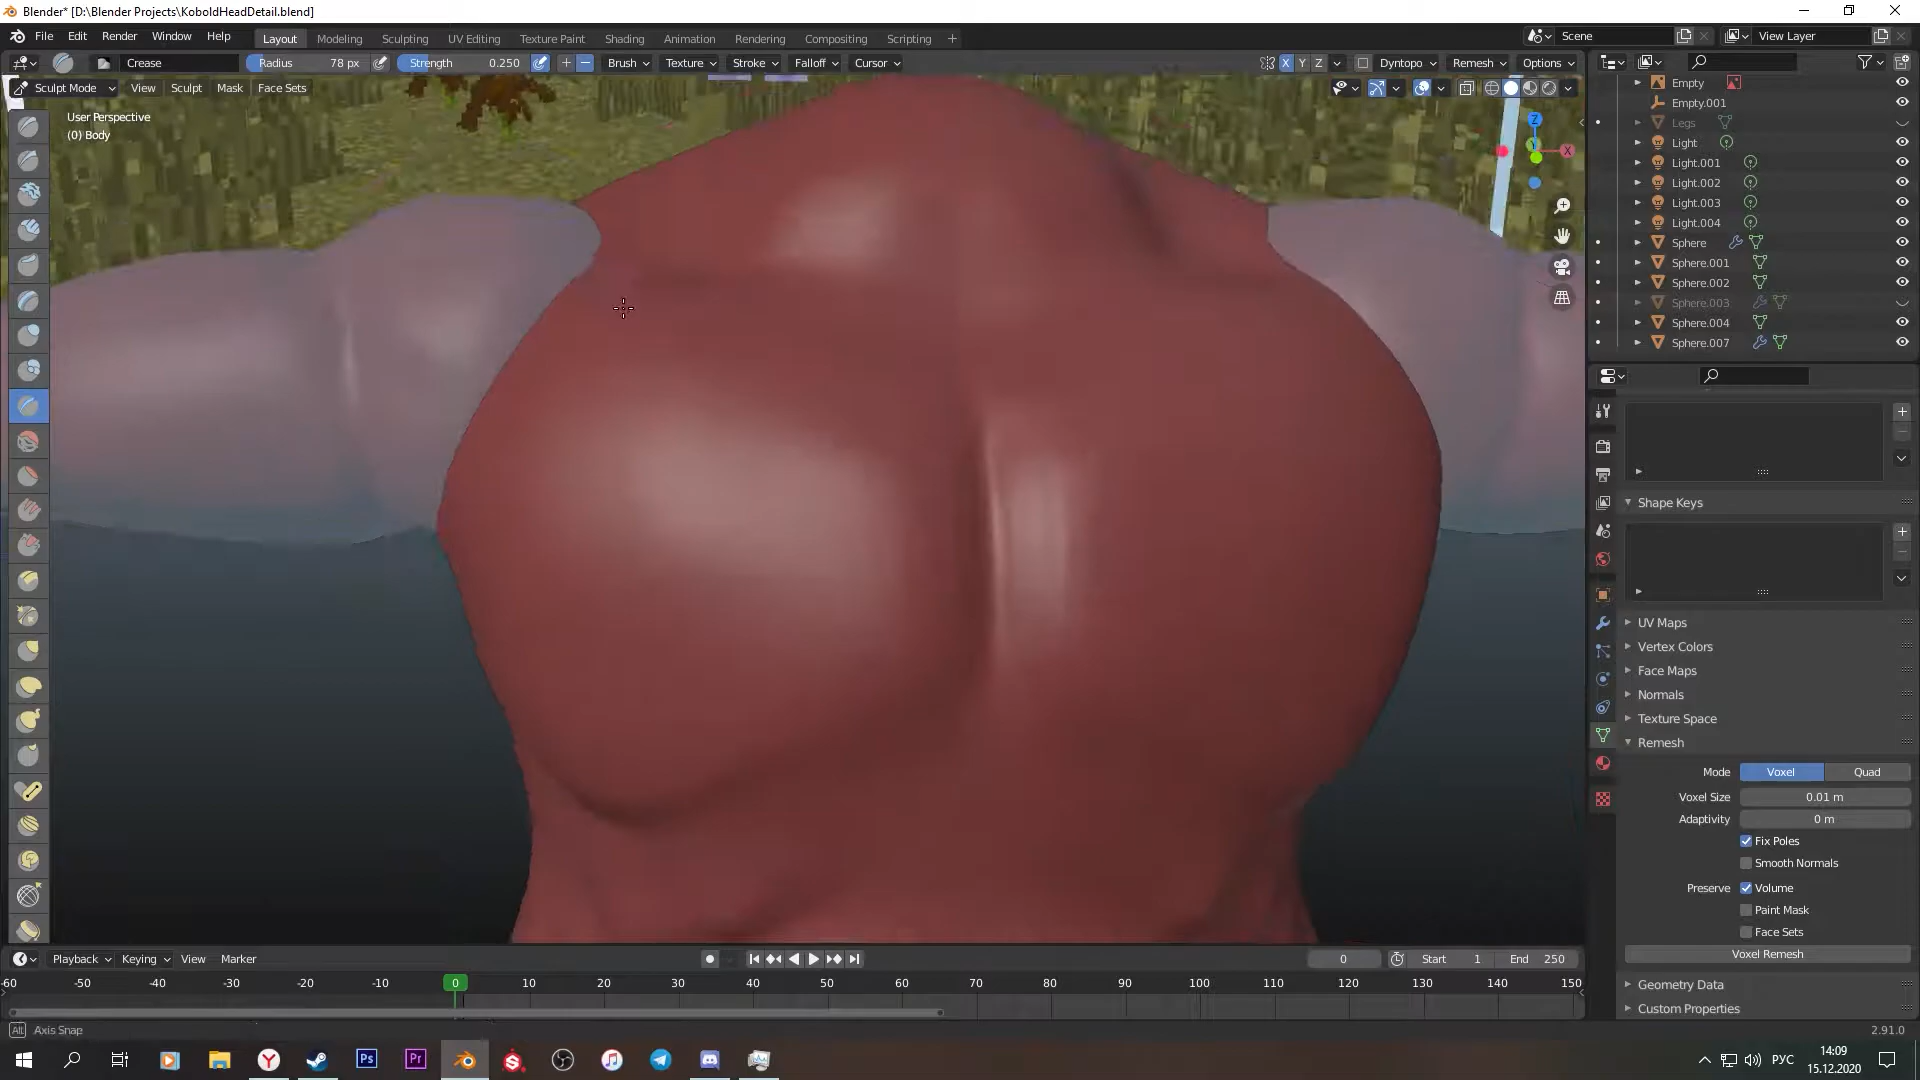 Blender* [D:\Blender Projects\KoboldHeadDetail.blend]
File Edit Render Window Help Layout Modeling Sculpting UV Editing Texture Paint Shading Animation Rendering Compositing Scripting + Scene View Layer
Crease Radius 78 px Strength 0.250 + − Brush Texture Stroke Falloff Cursor X Y Z Dyntopo Remesh Options
Sculpt Mode View Sculpt Mask Face Sets
User Perspective
(0) Body
Z
X
Empty
Empty.001
Legs
Light
Light.001
Light.002
Light.003
Light.004
Sphere
Sphere.001
Sphere.002
Sphere.003
Sphere.004
Sphere.007
Shape Keys
UV Maps
Vertex Colors
Face Maps
Normals
Texture Space
Remesh
Mode Voxel Quad
Voxel Size 0.01 m
Adaptivity 0 m
Fix Poles
Smooth Normals
Preserve Volume
Paint Mask
Face Sets
Voxel Remesh
Geometry Data
Custom Properties
Playback Keying View Marker 0 Start 1 End 250
-60 -50 -40 -30 -20 -10 0 10 20 30 40 50 60 70 80 90 100 110 120 130 140 150
Alt Axis Snap 2.91.0
Y Ps Pr S РУС 14:09
15.12.2020